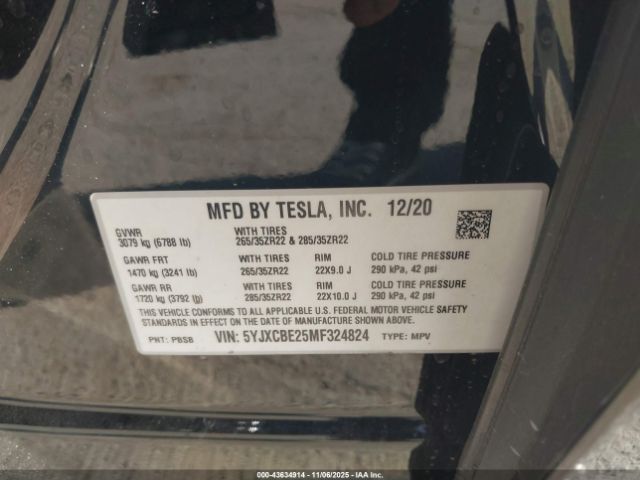 MFD BY TESLA, INC. 12/20
GVWR
3079 kg (6788 lb)
WITH TIRES
265/35ZR22 & 285/35ZR22
GAWR FRT
1470 kg (3241 lb)
WITH TIRES
265/35ZR22
RIM
22X9.0 J
COLD TIRE PRESSURE
290 kPa, 42 psi
GAWR RR
1720 kg (3792 lb)
WITH TIRES
285/35ZR22
RIM
22X10.0 J
COLD TIRE PRESSURE
290 kPa, 42 psi
THIS VEHICLE CONFORMS TO ALL APPLICABLE U.S. FEDERAL MOTOR VEHICLE SAFETY
STANDARDS IN EFFECT ON THE DATE OF MANUFACTURE SHOWN ABOVE.
PNT: PBSB VIN: 5YJXCBE25MF324824 TYPE: MPV
000-43634914 - 11/06/2025 - IAA Inc.